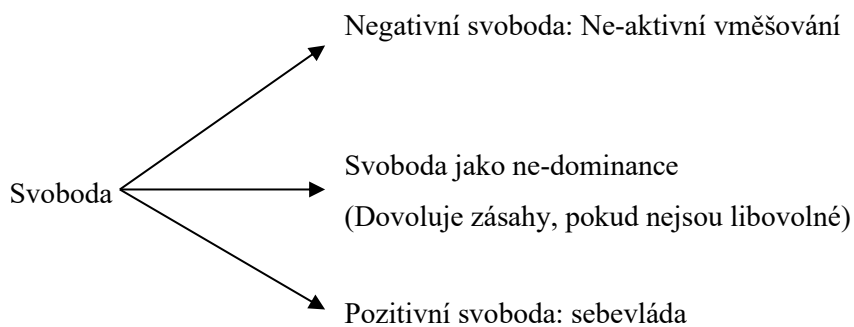 Negativní svoboda: Ne-aktivní vměšování
Svoboda
Svoboda jako ne-dominance
(Dovoluje zásahy, pokud nejsou libovolné)
Pozitivní svoboda: sebevláda